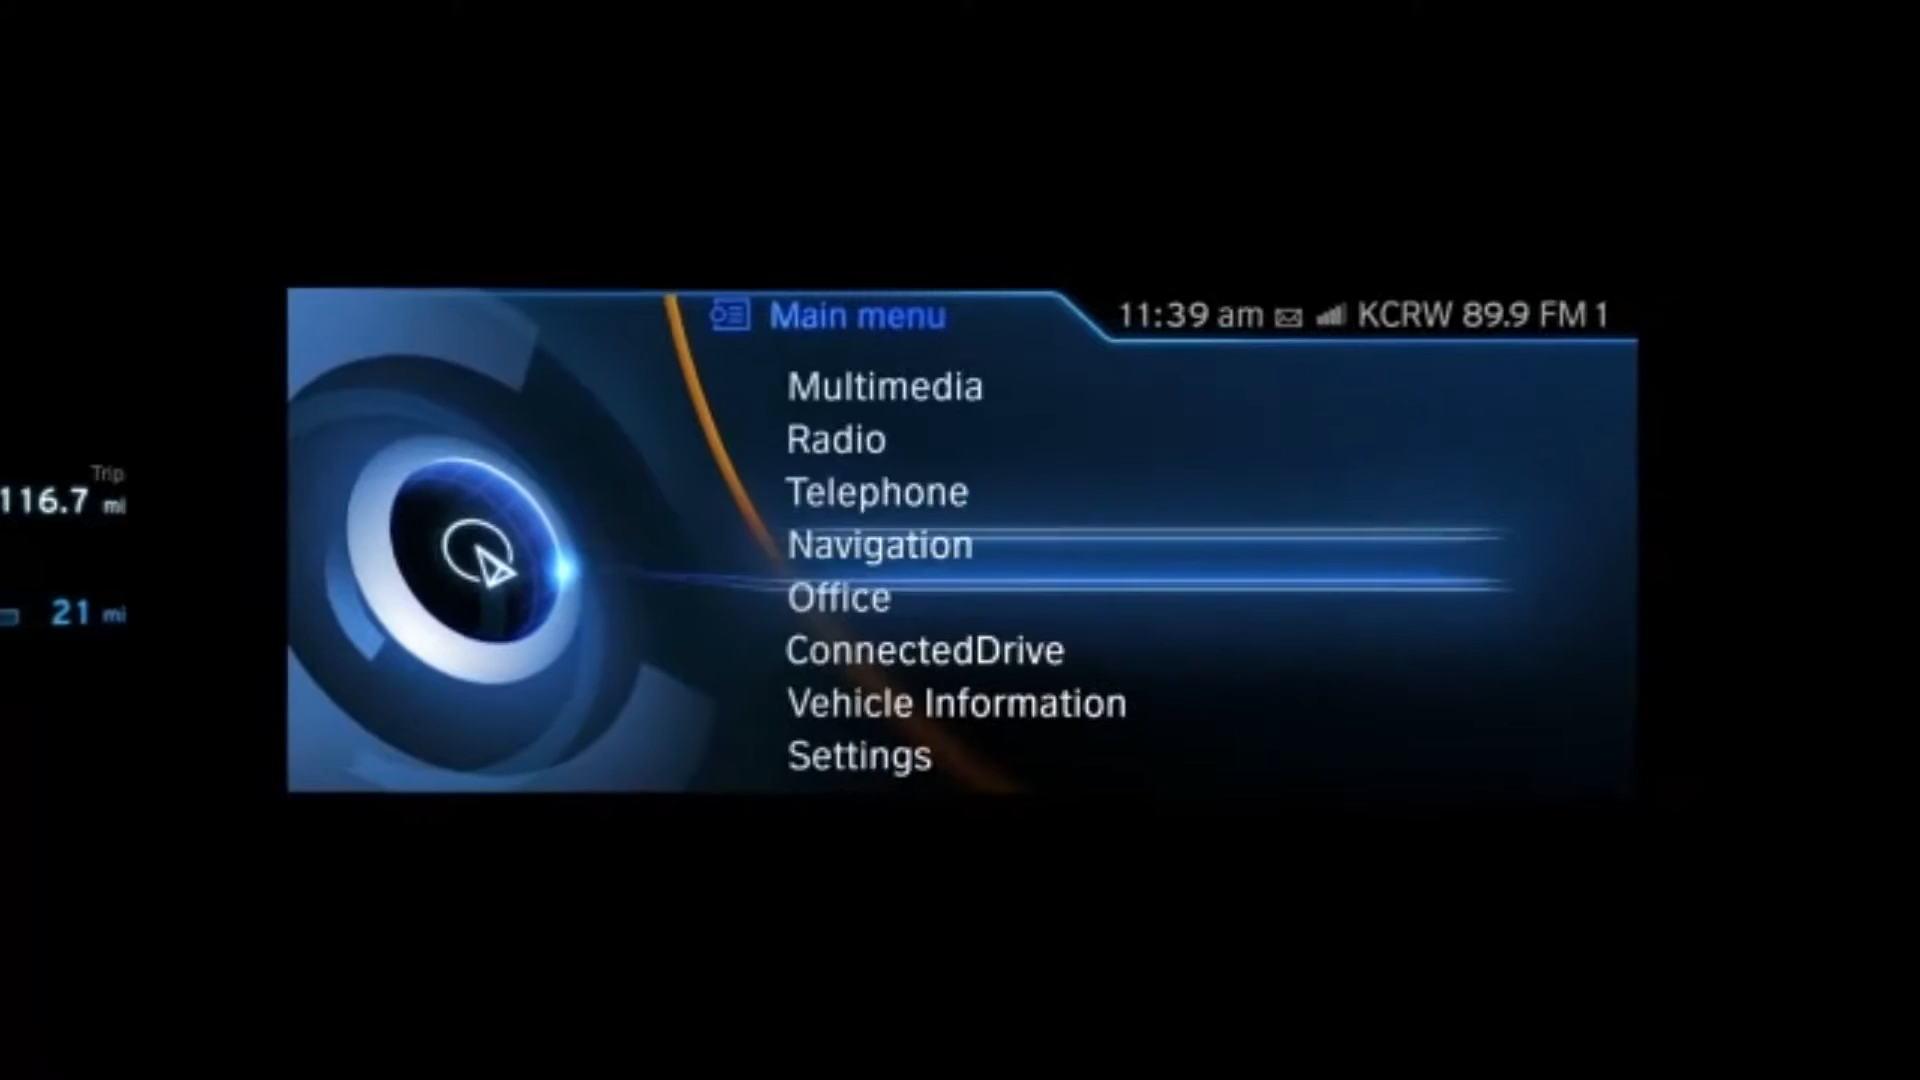 Main menu
11:39 am KCRW 89.9 FM 1
Multimedia
Radio
Telephone
Navigation
Office
ConnectedDrive
Vehicle Information
Settings
Trip
116.7 mi
21 mi